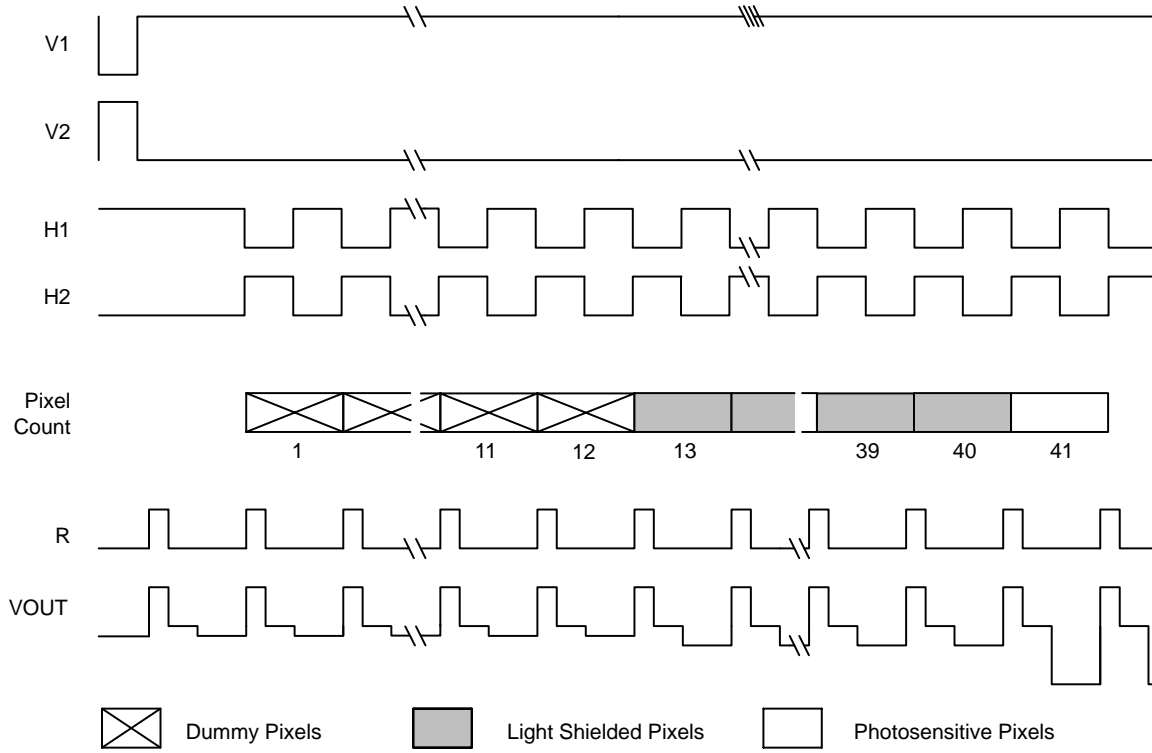 V1
V2
H1
H2
Pixel
Count
1 11 12 13 39 40 41
R
VOUT
Dummy Pixels Light Shielded Pixels Photosensitive Pixels